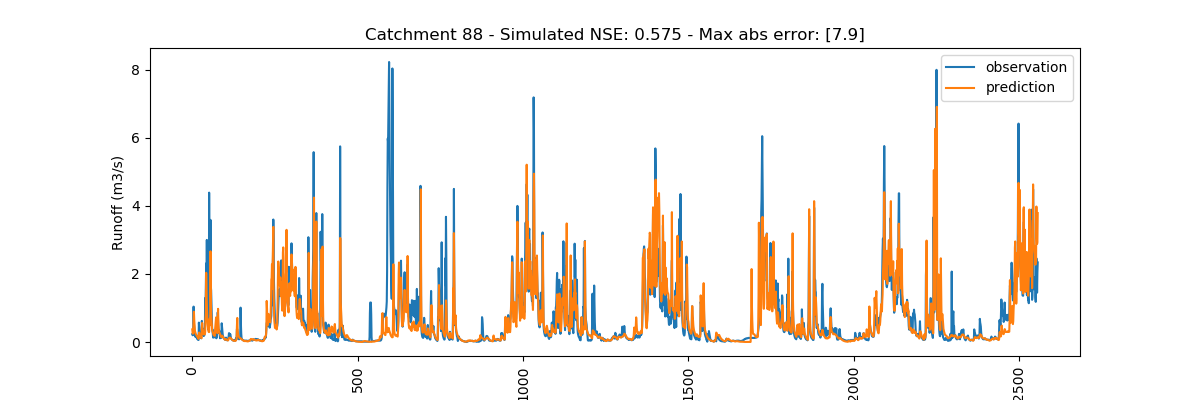 Catchment 88 - Simulated NSE: 0.575 - Max abs error: [7.9]
observation
prediction
Runoff (m3/s)
8
6
4
2
0
0
500
1000
1500
2000
2500